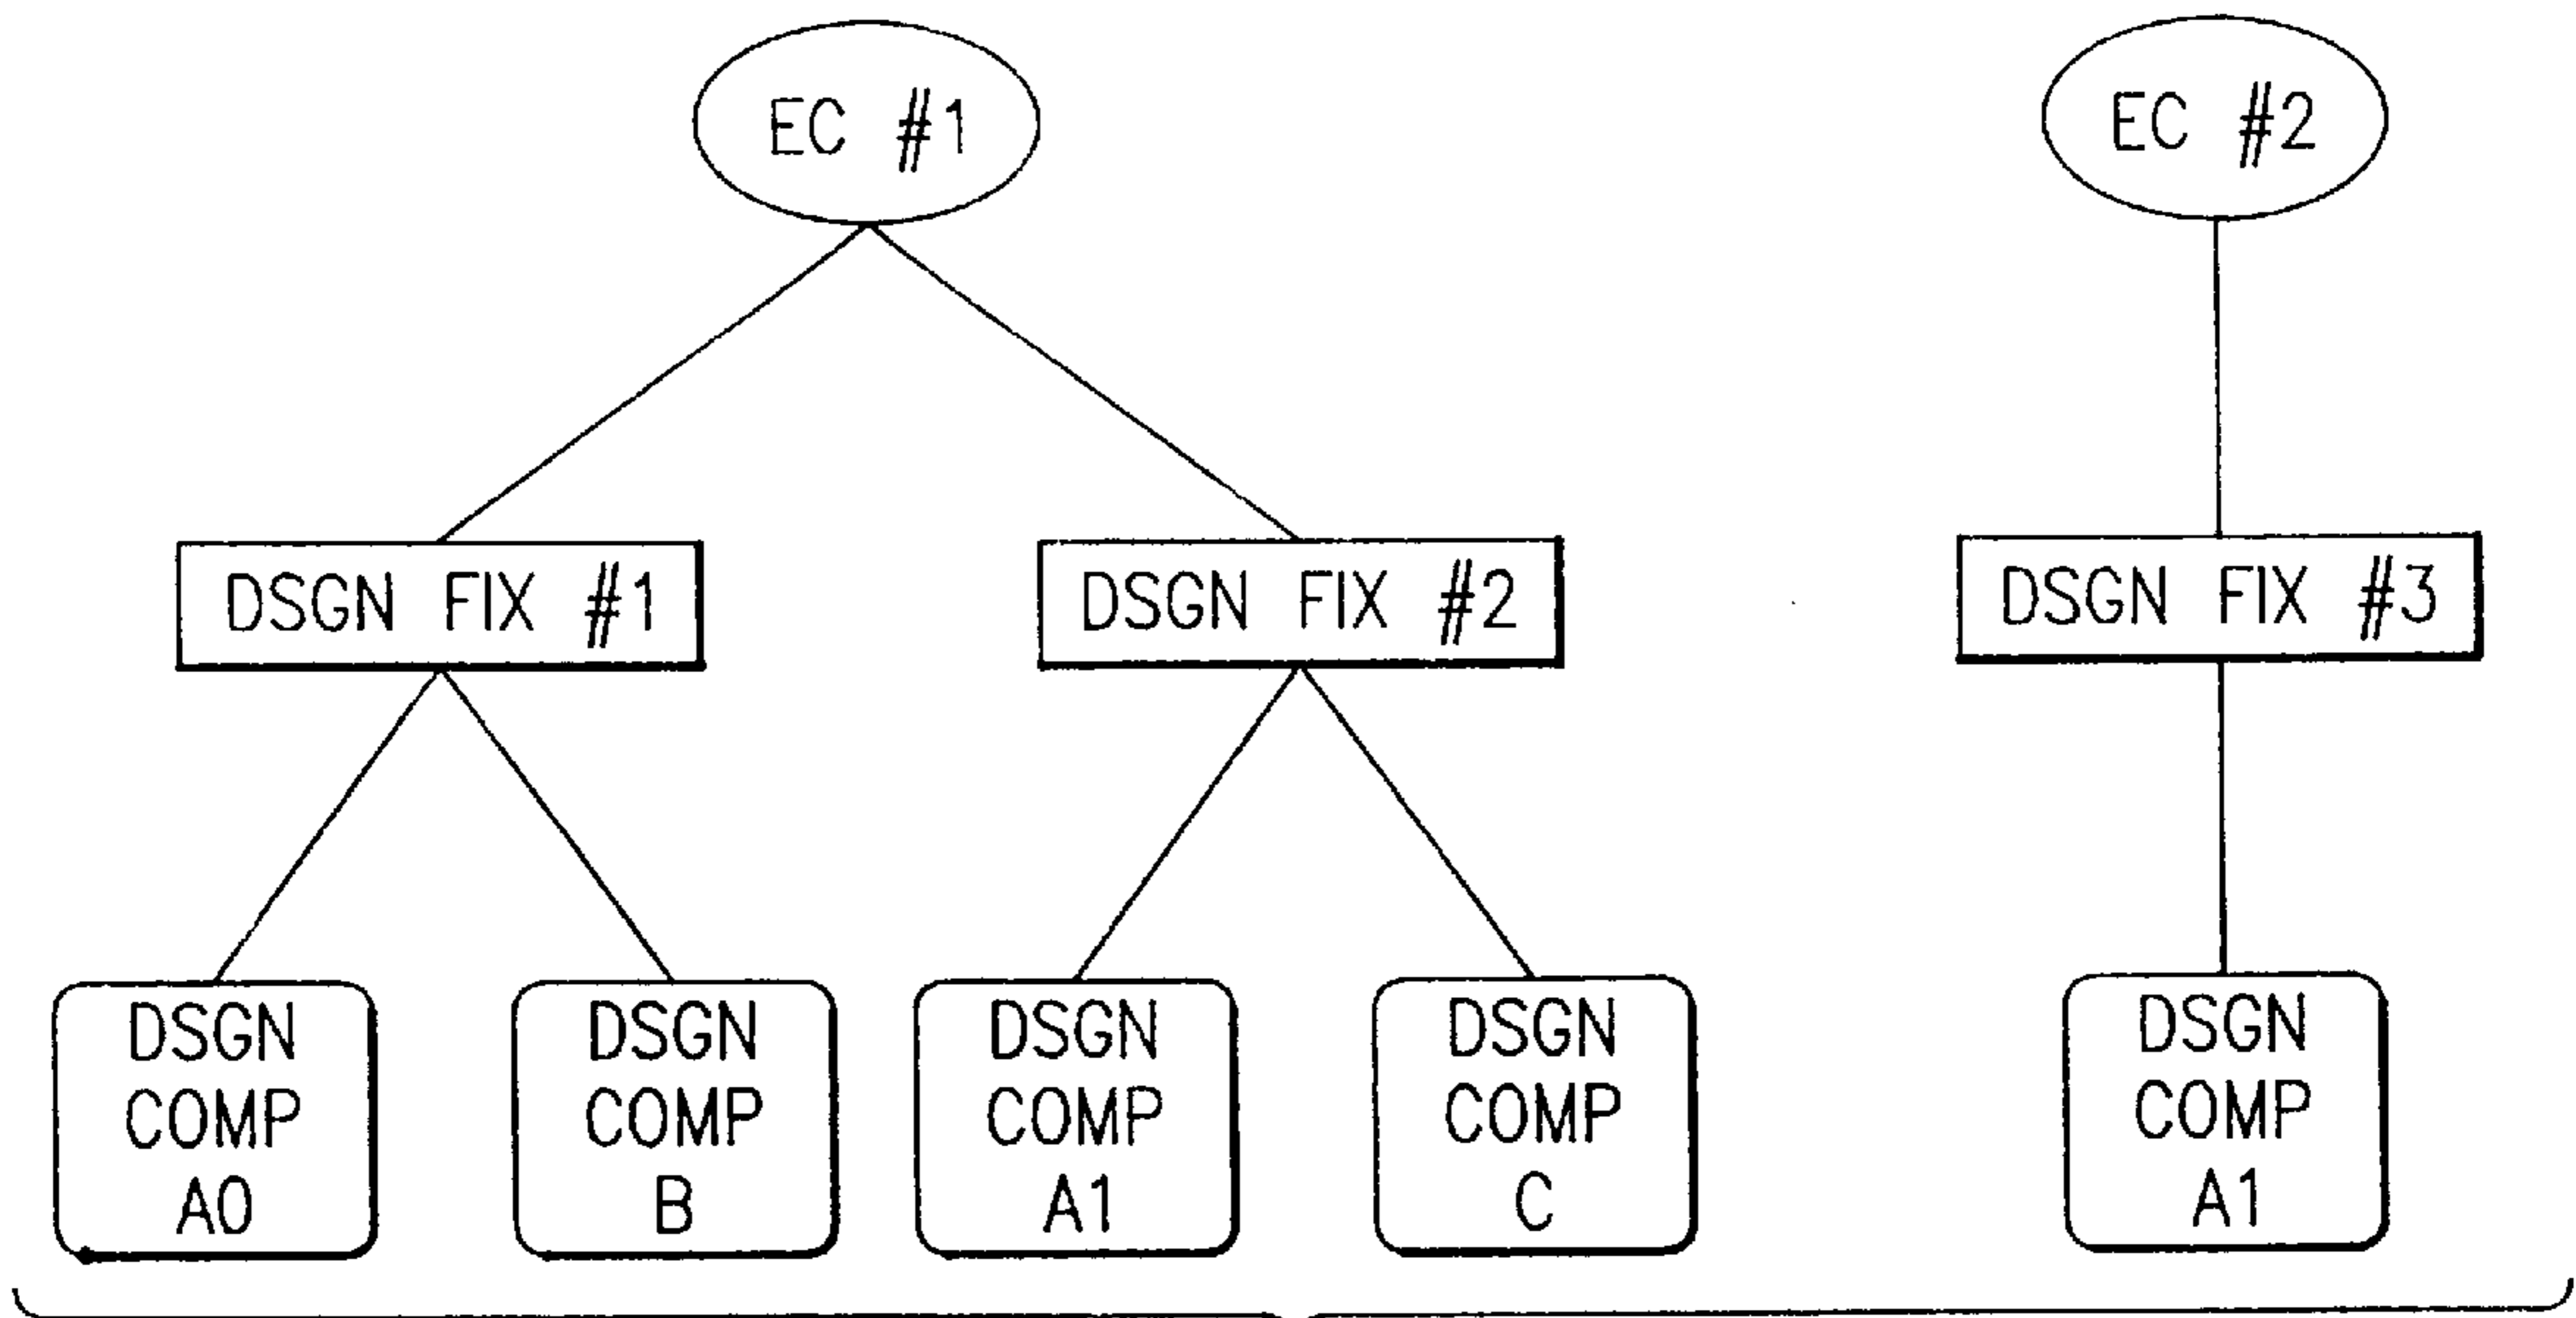 EC #1
EC #2
DSGN FIX #1
DSGN FIX #2
DSGN FIX #3
DSGN
COMP
A0
DSGN
COMP
B
DSGN
COMP
A1
DSGN
COMP
C
DSGN
COMP
A1